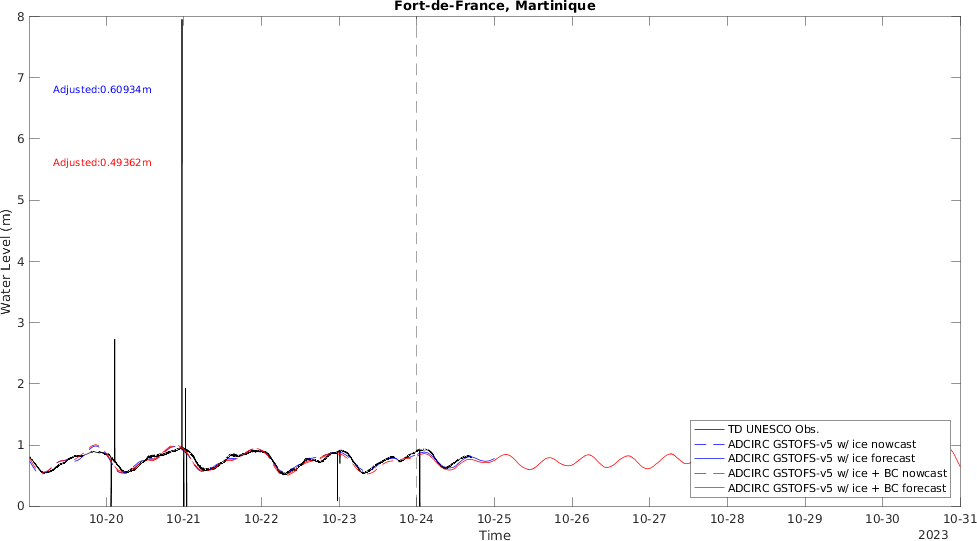 Fort-de-France, Martinique
8
7
6
5
4
3
2
1
0
Water Level (m)
Adjusted:0.60934m
Adjusted:0.49362m
TD UNESCO Obs.
ADCIRC GSTOFS-v5 w/ ice nowcast
ADCIRC GSTOFS-v5 w/ ice forecast
ADCIRC GSTOFS-v5 w/ ice + BC nowcast
ADCIRC GSTOFS-v5 w/ ice + BC forecast
10-20 10-21 10-22 10-23 10-24 10-25 10-26 10-27 10-28 10-29 10-30 10-31
Time
2023